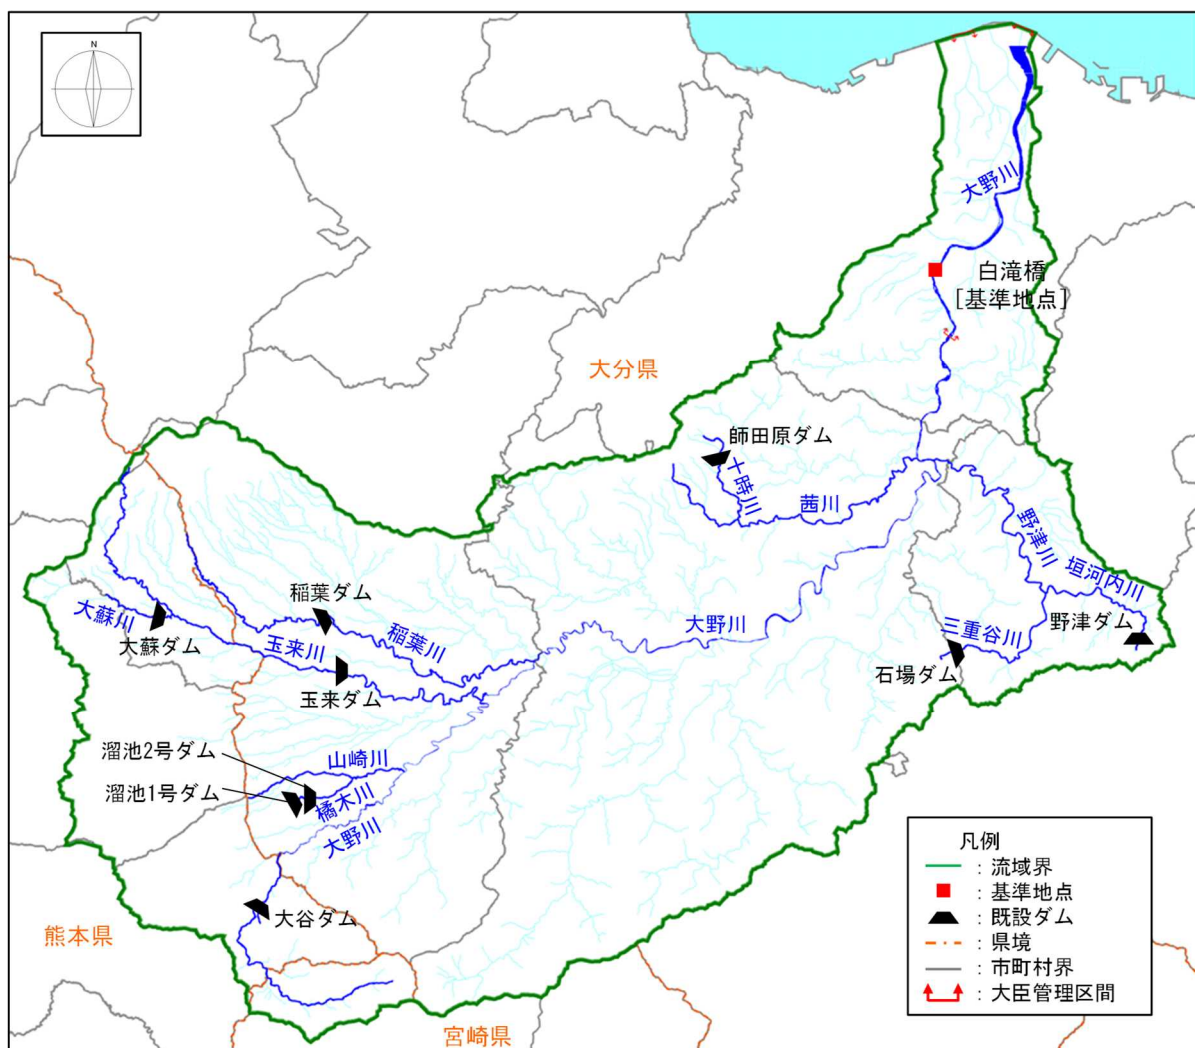 N
大野川
白滝橋
[基準地点]
大分県
師田原ダム
十時川
茜川
野津川
垣河内川
稲葉ダム
大蘇川
大蘇ダム
稲葉川
玉来川
大野川
三重谷川
野津ダム
石場ダム
玉来ダム
溜池2号ダム
山崎川
溜池1号ダム
橘木川
大野川
大谷ダム
熊本県
宮崎県
凡例
：流域界
：基準地点
：既設ダム
：県境
：市町村界
：大臣管理区間